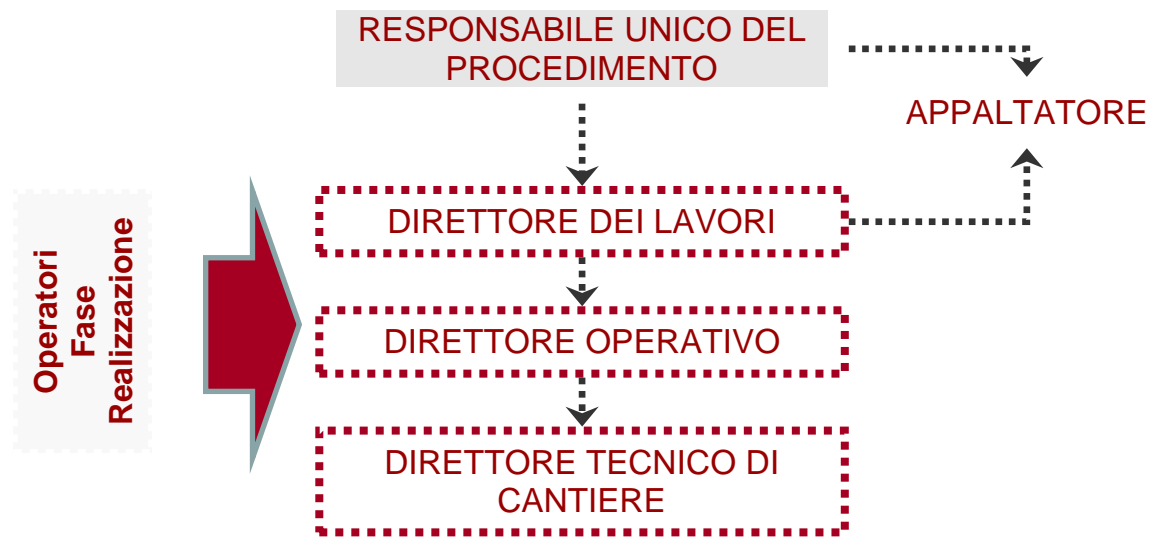 RESPONSABILE UNICO DEL
PROCEDIMENTO
APPALTATORE
DIRETTORE DEI LAVORI
Operatori
Fase
Realizzazione
DIRETTORE OPERATIVO
DIRETTORE TECNICO DI
CANTIERE